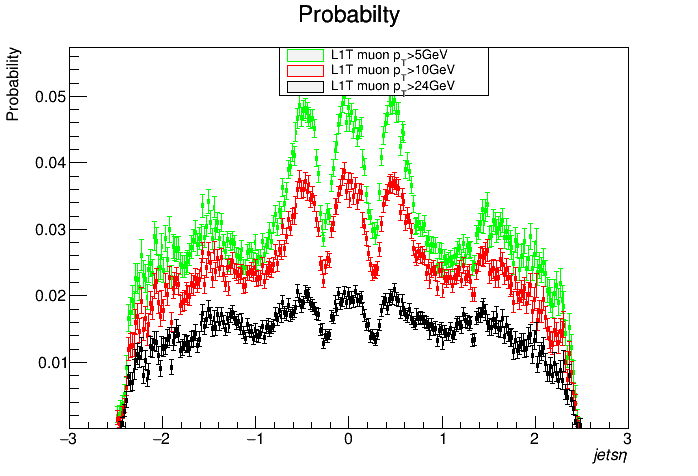 Probabilty
Probability
L1T muon p_T>5GeV
L1T muon p_T>10GeV
L1T muon p_T>24GeV
0.05
0.04
0.03
0.02
0.01
−3 −2 −1 0 1 2 3
jetsη